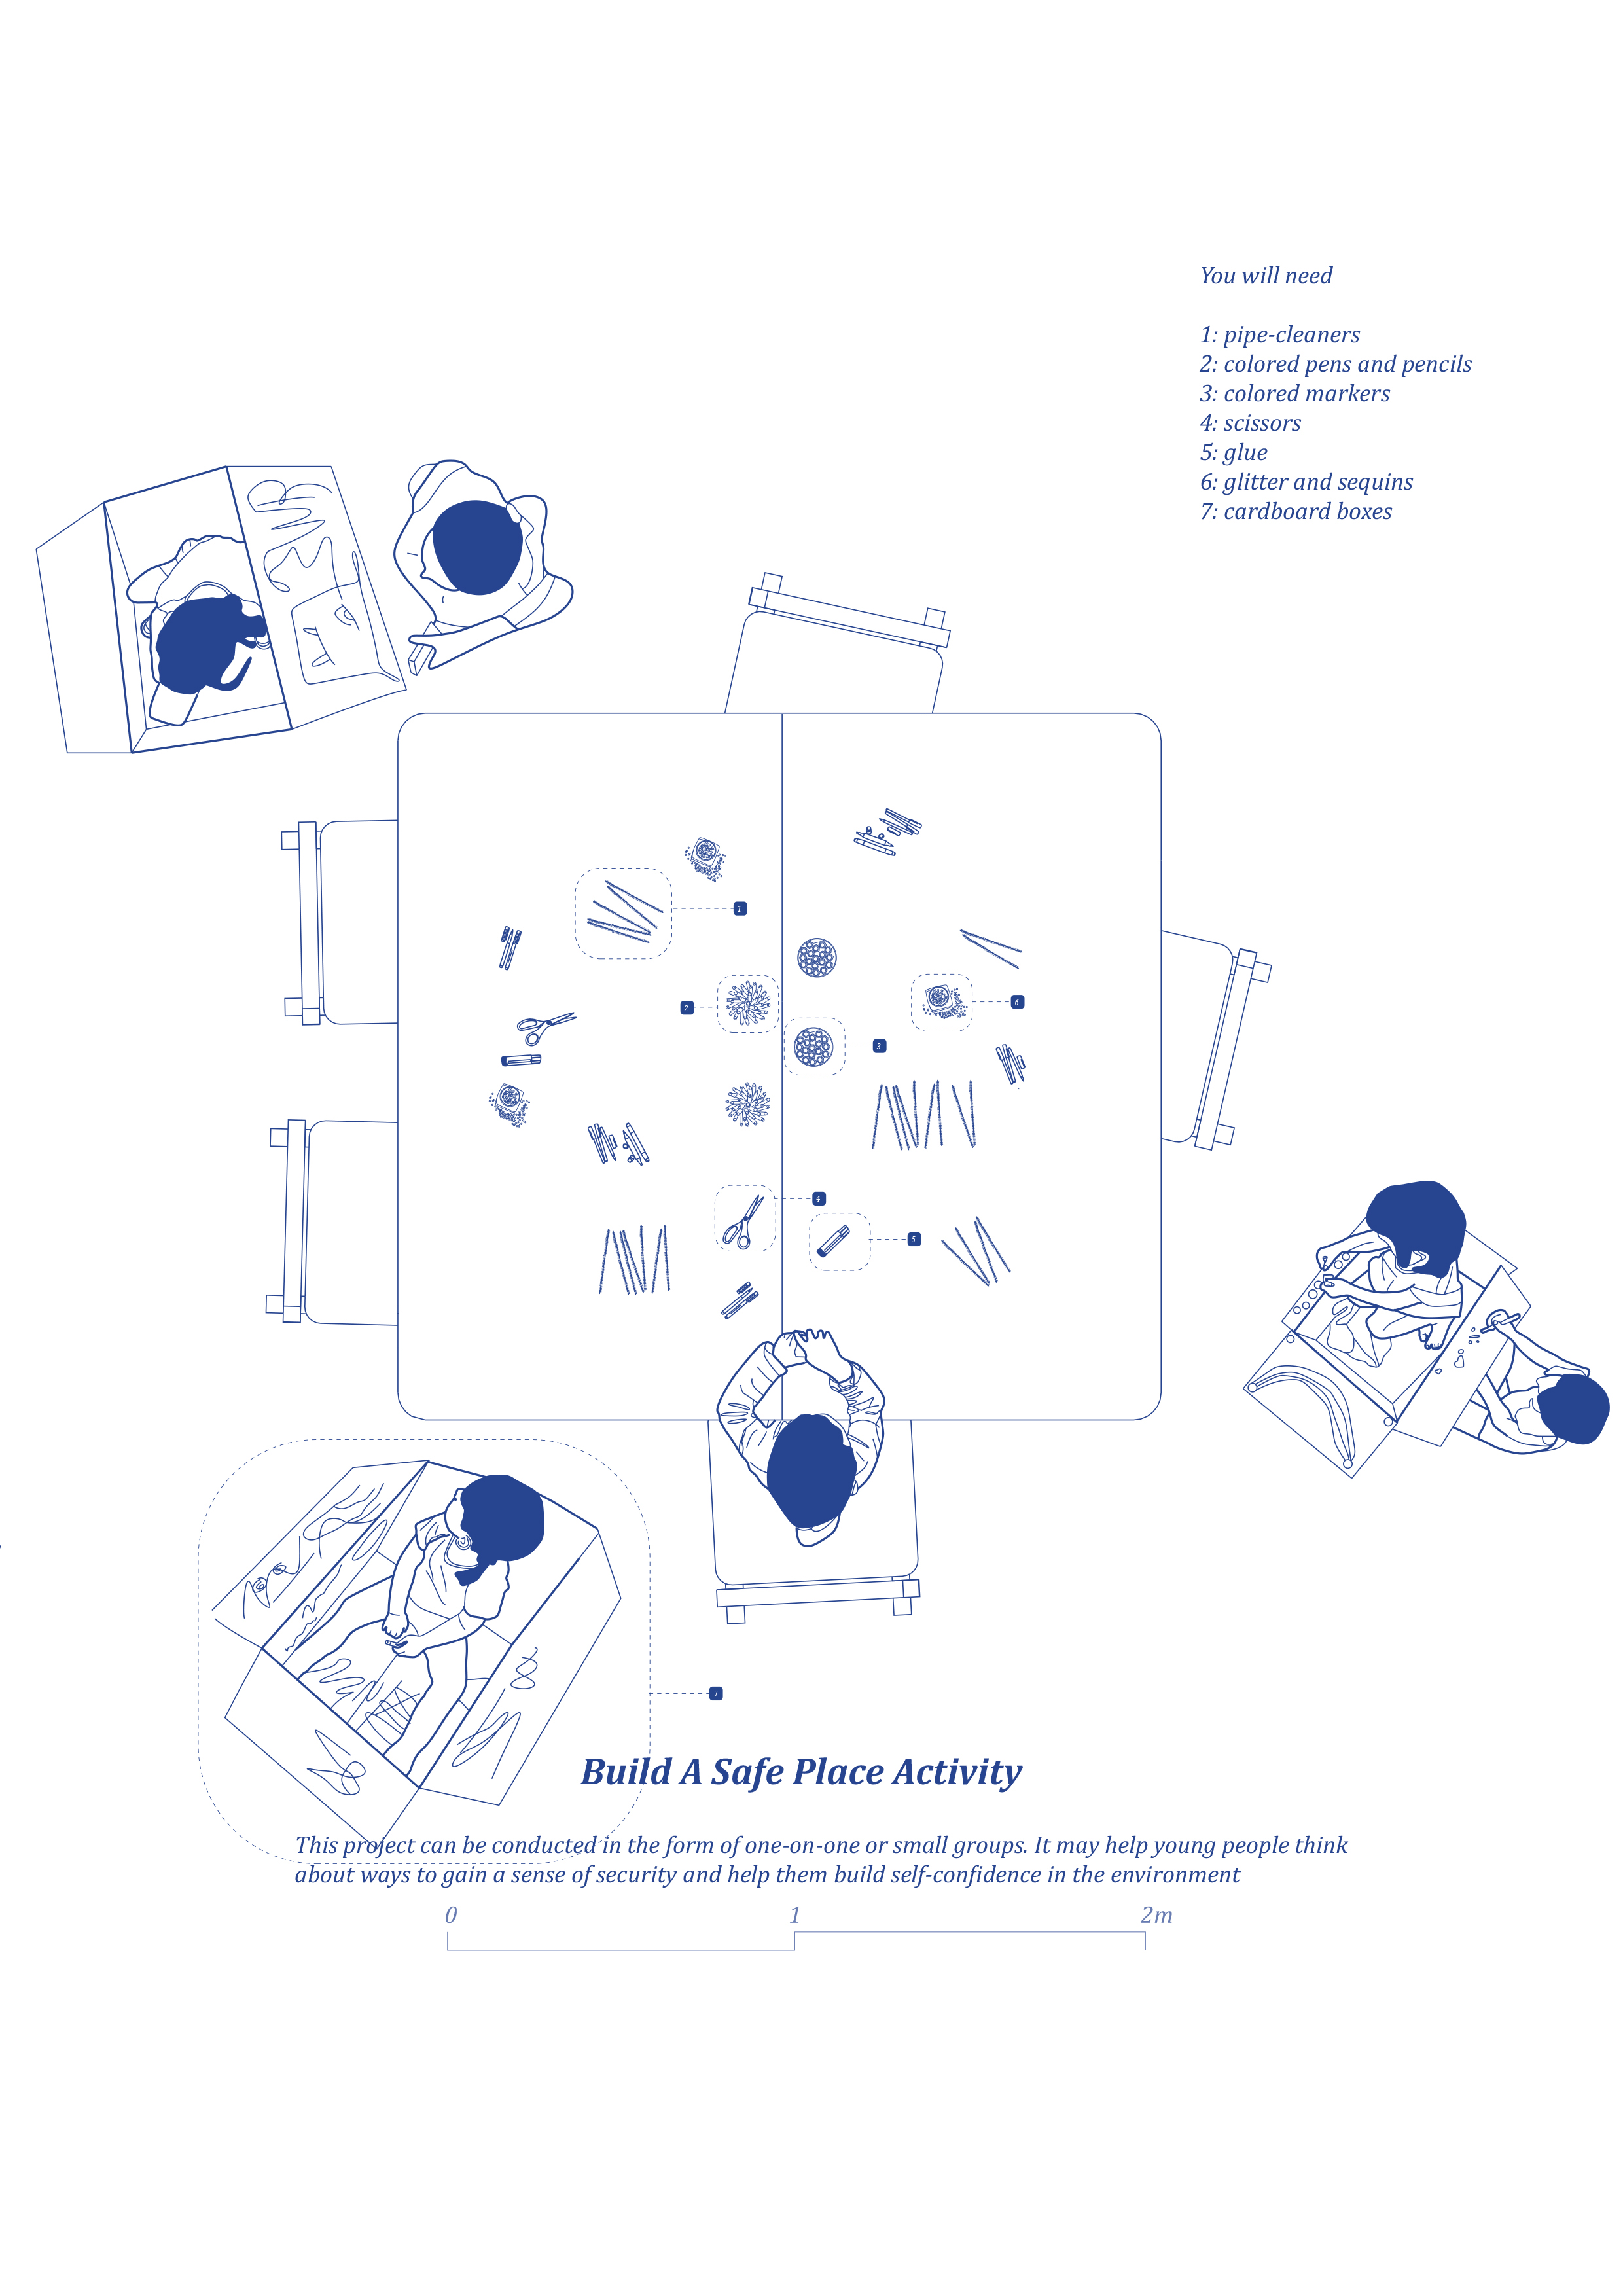 You will need
1: pipe-cleaners
2: colored pens and pencils
3: colored markers
4: scissors
5: glue
6: glitter and sequins
7: cardboard boxes
1
2
6
3
4
5
7
Build A Safe Place Activity
This project can be conducted in the form of one-on-one or small groups. It may help young people think
about ways to gain a sense of security and help them build self-confidence in the environment
0 1 2m